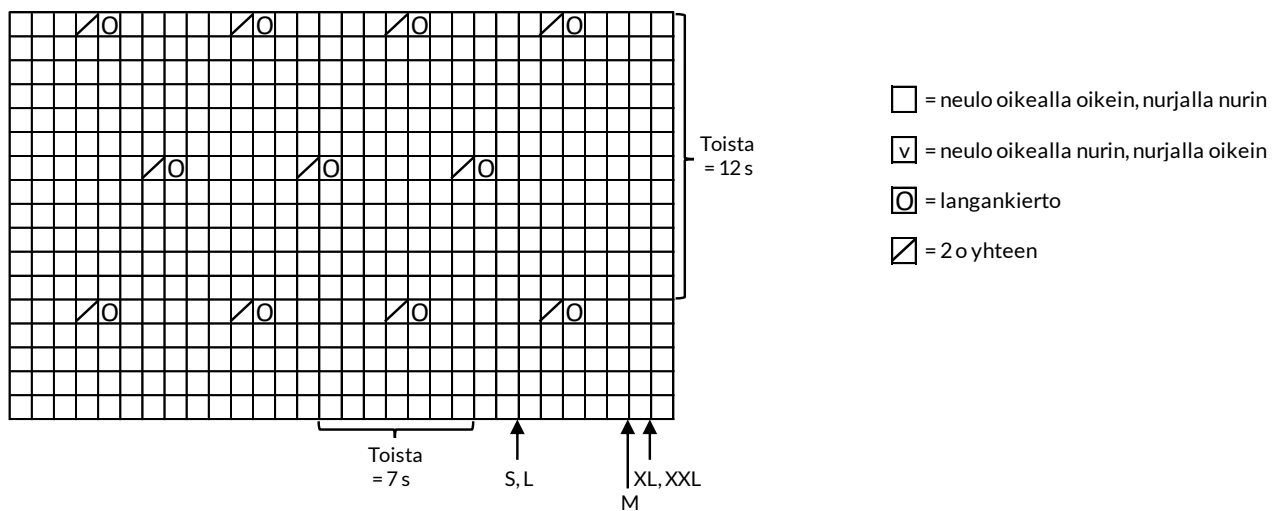 O O O O
Toista
= 12 s
O O O
O O O O
Toista
= 7 s
S, L
XL, XXL
M
= neulo oikealla oikein, nurjalla nurin
v = neulo oikealla nurin, nurjalla oikein
O = langankierto
= 2 o yhteen